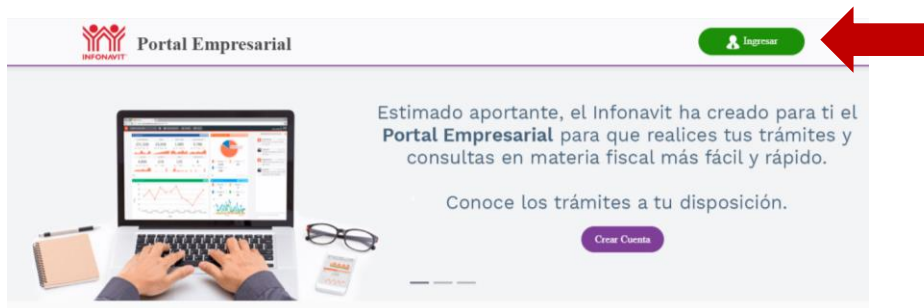 INFONAVIT
Portal Empresarial
Ingresar
Estimado aportante, el Infonavit ha creado para ti el
Portal Empresarial para que realices tus trámites y
consultas en materia fiscal más fácil y rápido.
Conoce los trámites a tu disposición.
Crear Cuenta